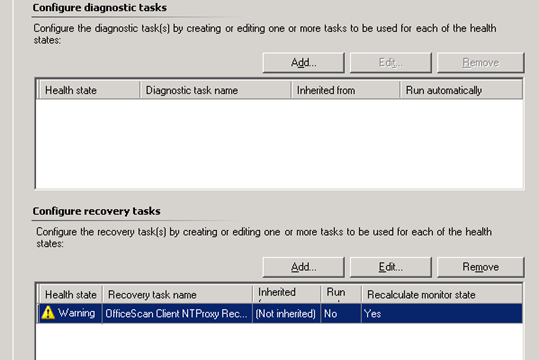 Configure diagnostic tasks
Configure the diagnostic task(s) by creating or editing one or more tasks to be used for each of the health
states:
Add... Edit... Remove
Health state Diagnostic task name Inherited from Run automatically
Configure recovery tasks
Configure the recovery task(s) by creating or editing one or more tasks to be used for each of the health
states:
Add... Edit... Remove
Health state Recovery task name Inherited Run Recalculate monitor state
Warning OfficeScan Client NTProxy Rec... (Not inherited) No Yes